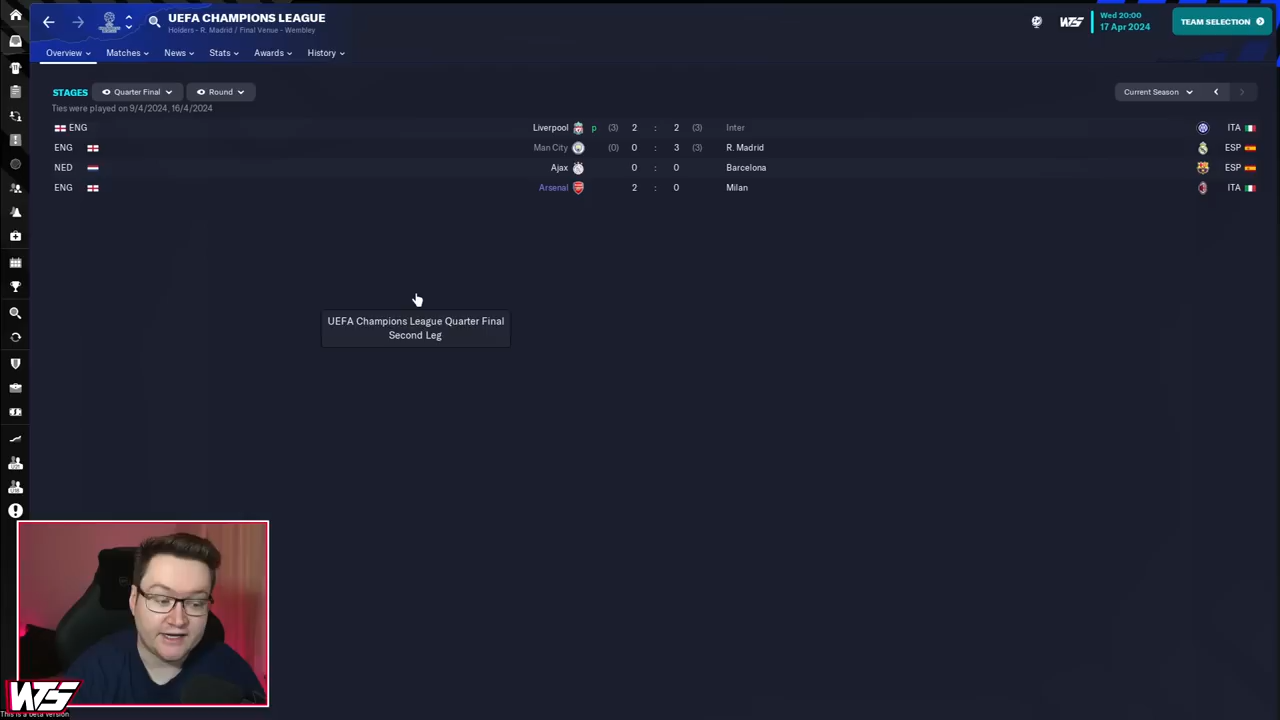 UEFA CHAMPIONS LEAGUE
Holders - R. Madrid / Final Venue - Wembley
WTS
Wed 20:00
17 Apr 2024
TEAM SELECTION
Overview Matches News Stats Awards History
STAGES Quarter Final Round Current Season
Ties were played on 9/4/2024, 16/4/2024
ENG Liverpool p (3) 2 : 2 (3) Inter ITA
ENG Man City (0) 0 : 3 (3) R. Madrid ESP
NED Ajax 0 : 0 Barcelona ESP
ENG Arsenal 2 : 0 Milan ITA
UEFA Champions League Quarter Final
Second Leg
WTS
This is a beta version